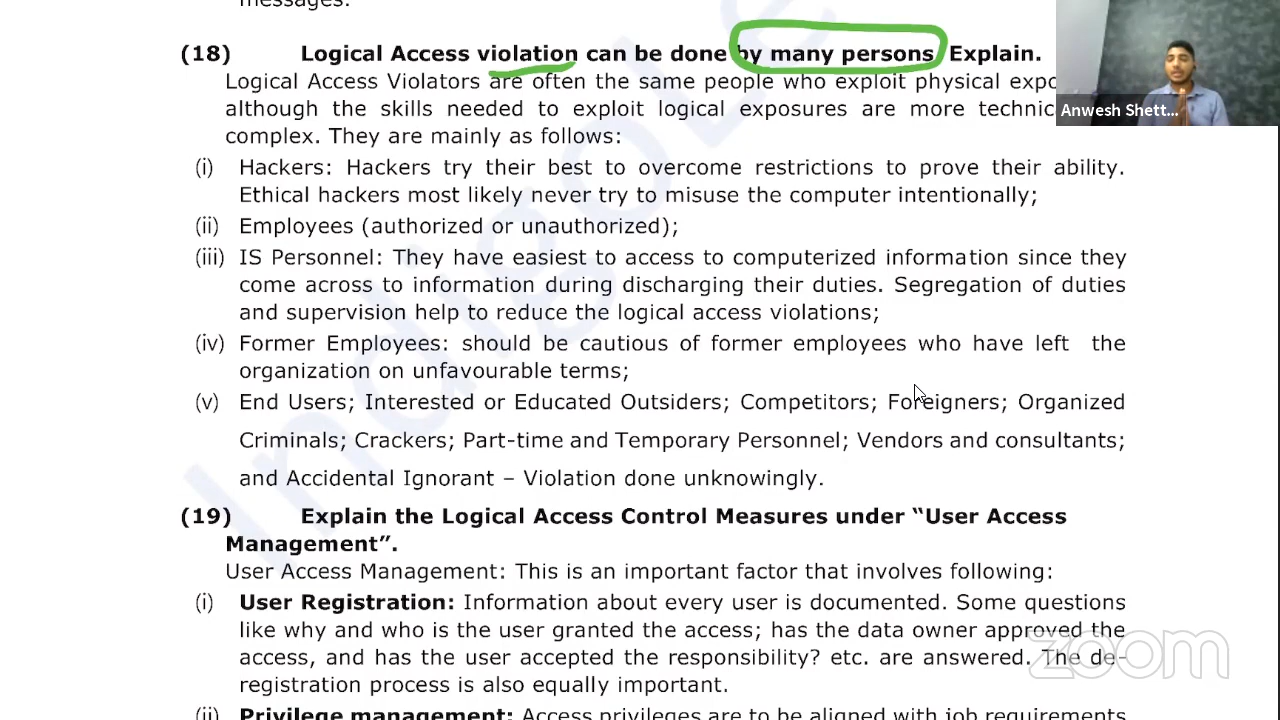 messages.
(18) Logical Access violation can be done by many persons Explain.
Logical Access Violators are often the same people who exploit physical
although the skills needed to exploit logical exposures are more
complex. They are mainly as follows:
(i) Hackers: Hackers try their best to overcome restrictions to prove their ability.
Ethical hackers most likely never try to misuse the computer intentionally;
(ii) Employees (authorized or unauthorized);
(iii) IS Personnel: They have easiest to access to computerized information since they
come across to information during discharging their duties. Segregation of duties
and supervision help to reduce the logical access violations;
(iv) Former Employees: should be cautious of former employees who have left the
organization on unfavourable terms;
(v) End Users; Interested or Educated Outsiders; Competitors; Foreigners; Organized
Criminals; Crackers; Part-time and Temporary Personnel; Vendors and consultants;
and Accidental Ignorant – Violation done unknowingly.
(19) Explain the Logical Access Control Measures under “User Access
Management”.
User Access Management: This is an important factor that involves following:
(i) User Registration: Information about every user is documented. Some questions
like why and who is the user granted the access; has the data owner approved the
access, and has the user accepted the responsibility? etc. are answered. The de-
registration process is also equally important.
(ii) Privilege management: Access privileges are to be aligned with job requirements
Anwesh Shett...
zoom